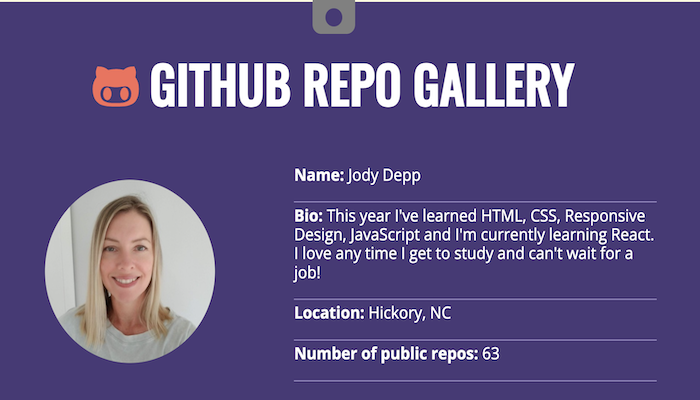 GITHUB REPO GALLERY
Name: Jody Depp
Bio: This year I've learned HTML, CSS, Responsive
Design, JavaScript and I'm currently learning React.
I love any time I get to study and can't wait for a
job!
Location: Hickory, NC
Number of public repos: 63